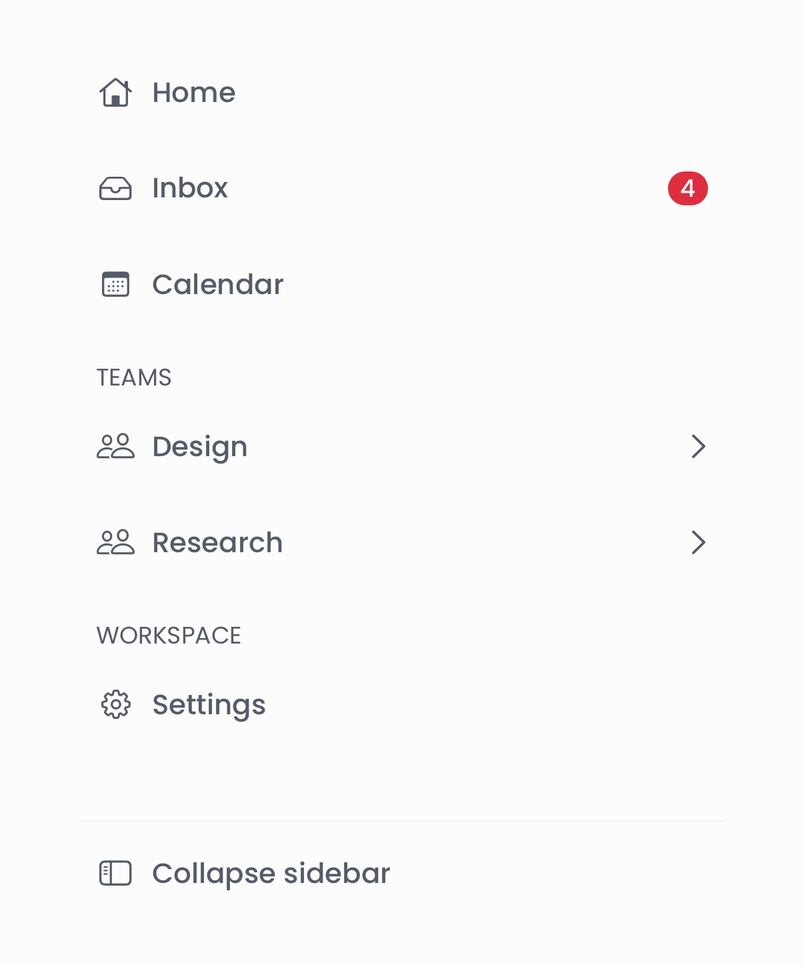 Home
Inbox 4
Calendar
TEAMS
Design
Research
WORKSPACE
Settings
Collapse sidebar